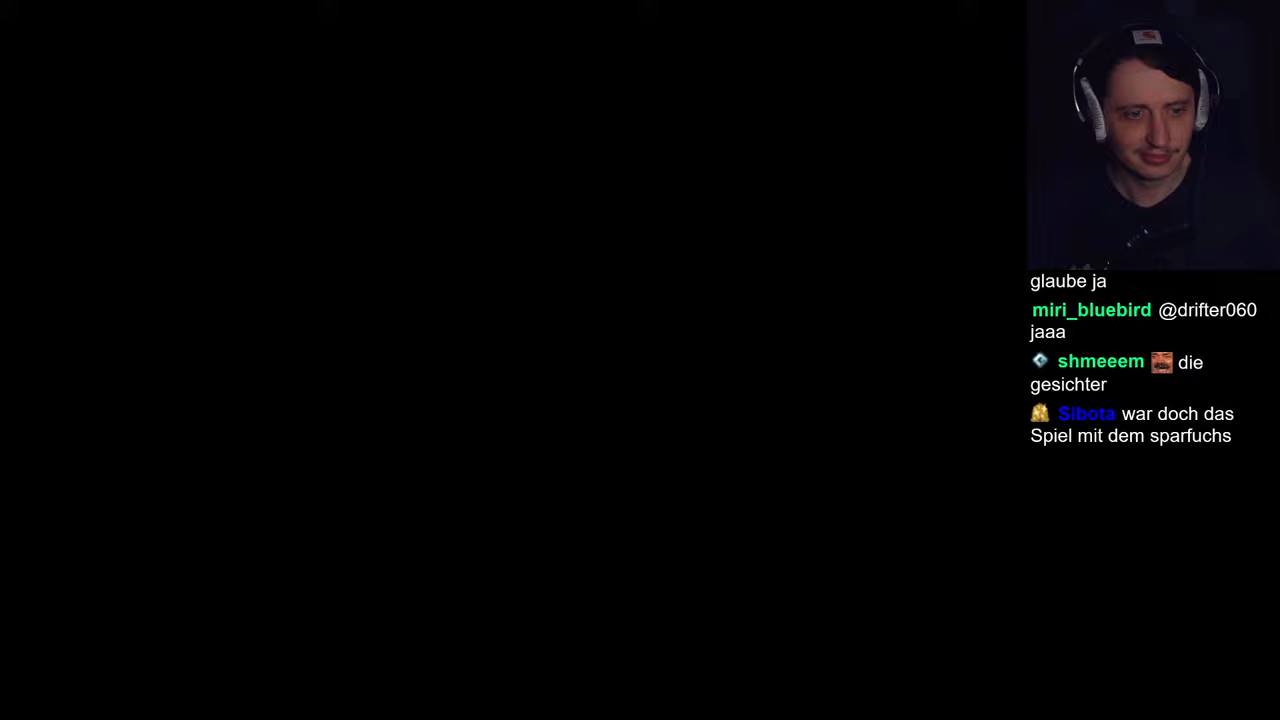 glaube ja
miri_bluebird @drifter060
jaaa
shmeeem die
gesichter
Sibota war doch das
Spiel mit dem sparfuchs